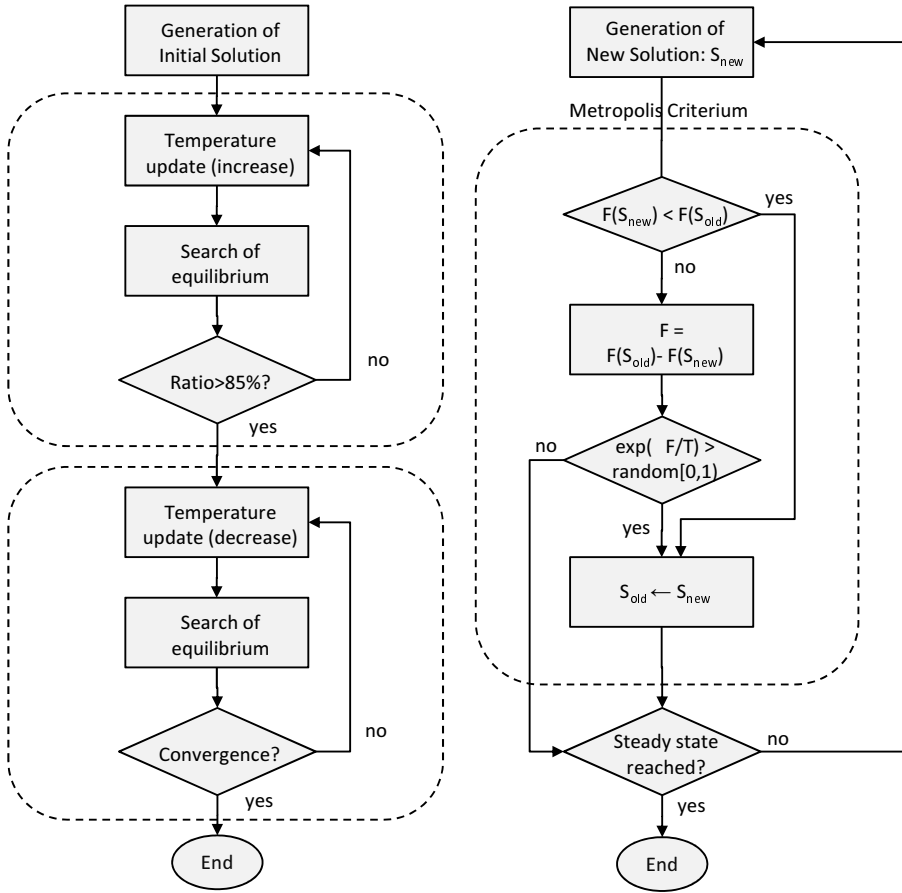 Generation of
Initial Solution
Temperature
update (increase)
Search of
equilibrium
Ratio>85%?
no
yes
Temperature
update (decrease)
Search of
equilibrium
Convergence?
no
yes
End
Generation of
New Solution: Snew
Metropolis Criterium
F(Snew) < F(Sold)
yes
no
F =
F(Sold)- F(Snew)
exp( F/T) >
random[0,1)
no
yes
Sold ← Snew
Steady state
reached?
no
yes
End